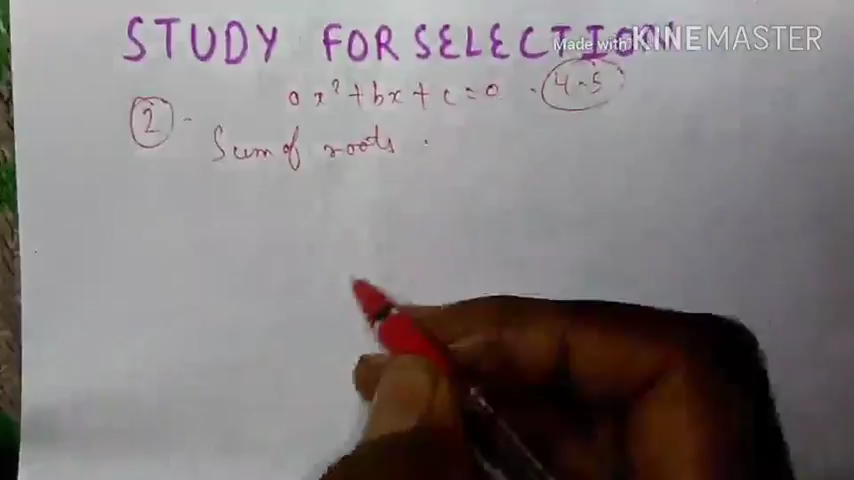 STUDY FOR SELECTION
Made with KINEMASTER
ax²+bx+c=0 . 4-5
2 -
Sum of roots .